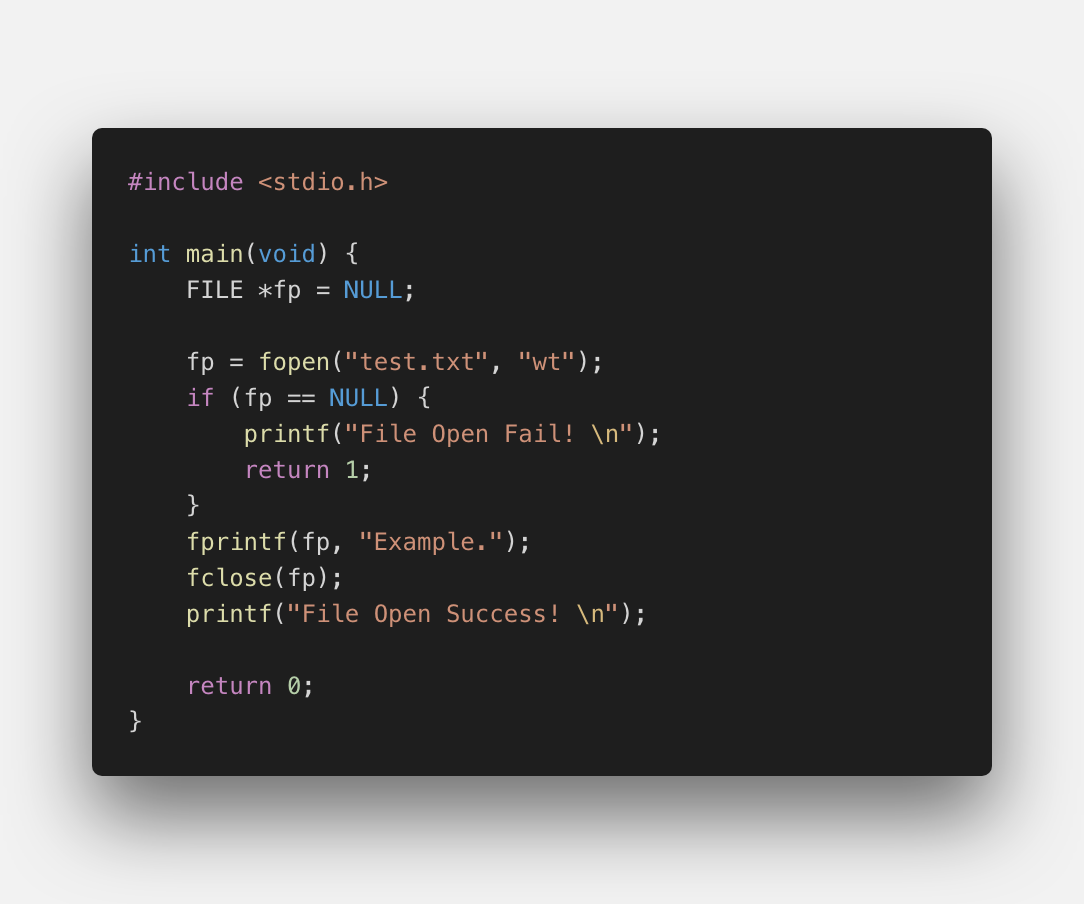 #include <stdio.h>

int main(void) {
    FILE *fp = NULL;

    fp = fopen("test.txt", "wt");
    if (fp == NULL) {
        printf("File Open Fail! \n");
        return 1;
    }
    fprintf(fp, "Example.");
    fclose(fp);
    printf("File Open Success! \n");

    return 0;
}